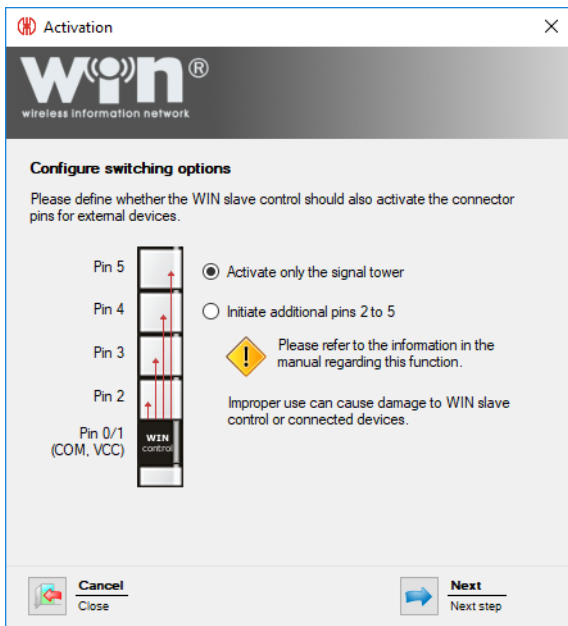 Activation
WIN®
wireless information network
Configure switching options
Please define whether the WIN slave control should also activate the connector
pins for external devices.
Pin 5
Activate only the signal tower
Pin 4
Initiate additional pins 2 to 5
Please refer to the information in the
manual regarding this function.
Pin 3
Pin 2
Improper use can cause damage to WIN slave
control or connected devices.
Pin 0/1
(COM, VCC)
WIN
control
Cancel
Close
Next
Next step